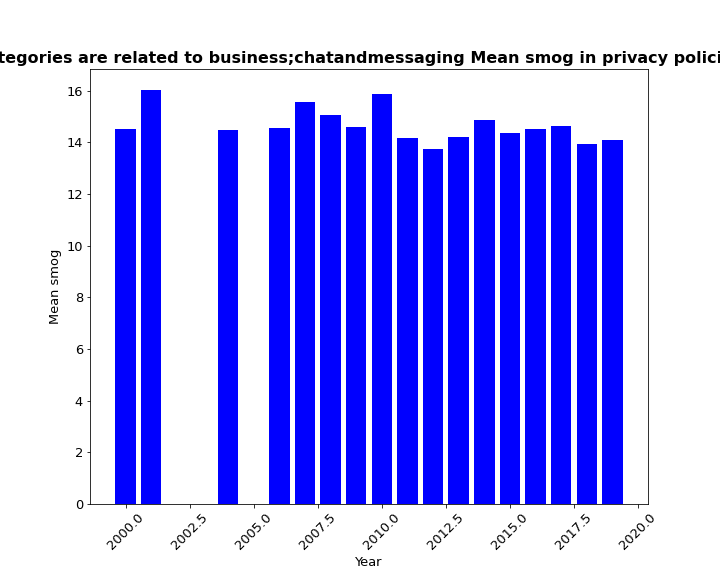 tegories are related to business;chatandmessaging Mean smog in privacy polici
16
14
12
10
8
6
4
2
0
Mean smog
2000.0 2002.5 2005.0 2007.5 2010.0 2012.5 2015.0 2017.5 2020.0
Year